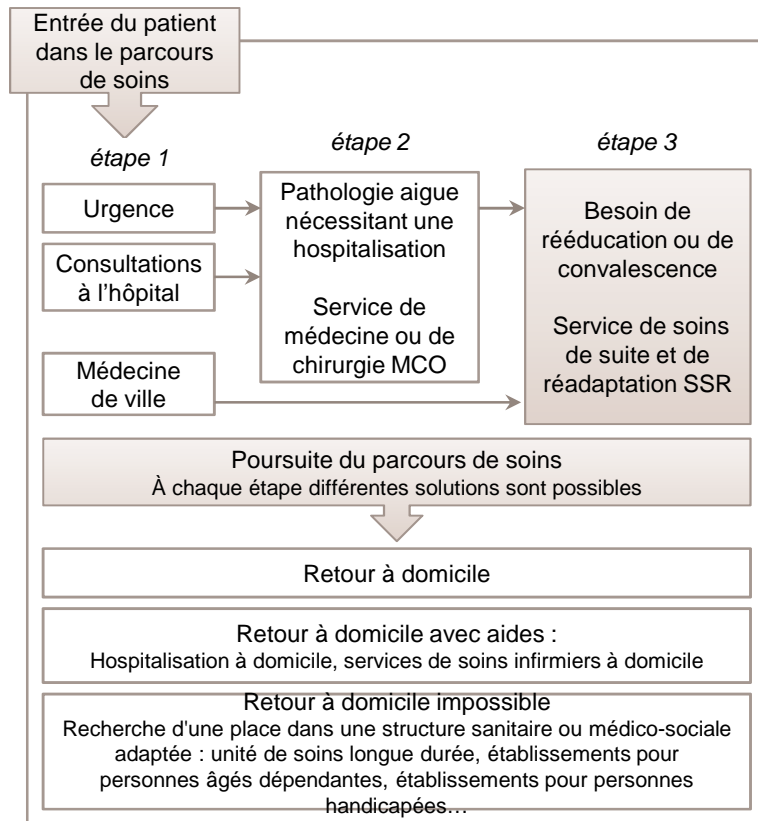 Entrée du patient
dans le parcours
de soins
étape 1
étape 2
étape 3
Urgence
Consultations
à l'hôpital
Médecine
de ville
Pathologie aigue
nécessitant une
hospitalisation
Service de
médecine ou de
chirurgie MCO
Besoin de
rééducation ou de
convalescence
Service de soins
de suite et de
réadaptation SSR
Poursuite du parcours de soins
À chaque étape différentes solutions sont possibles
Retour à domicile
Retour à domicile avec aides :
Hospitalisation à domicile, services de soins infirmiers à domicile
Retour à domicile impossible
Recherche d'une place dans une structure sanitaire ou médico-sociale
adaptée : unité de soins longue durée, établissements pour
personnes âgés dépendantes, établissements pour personnes
handicapées…